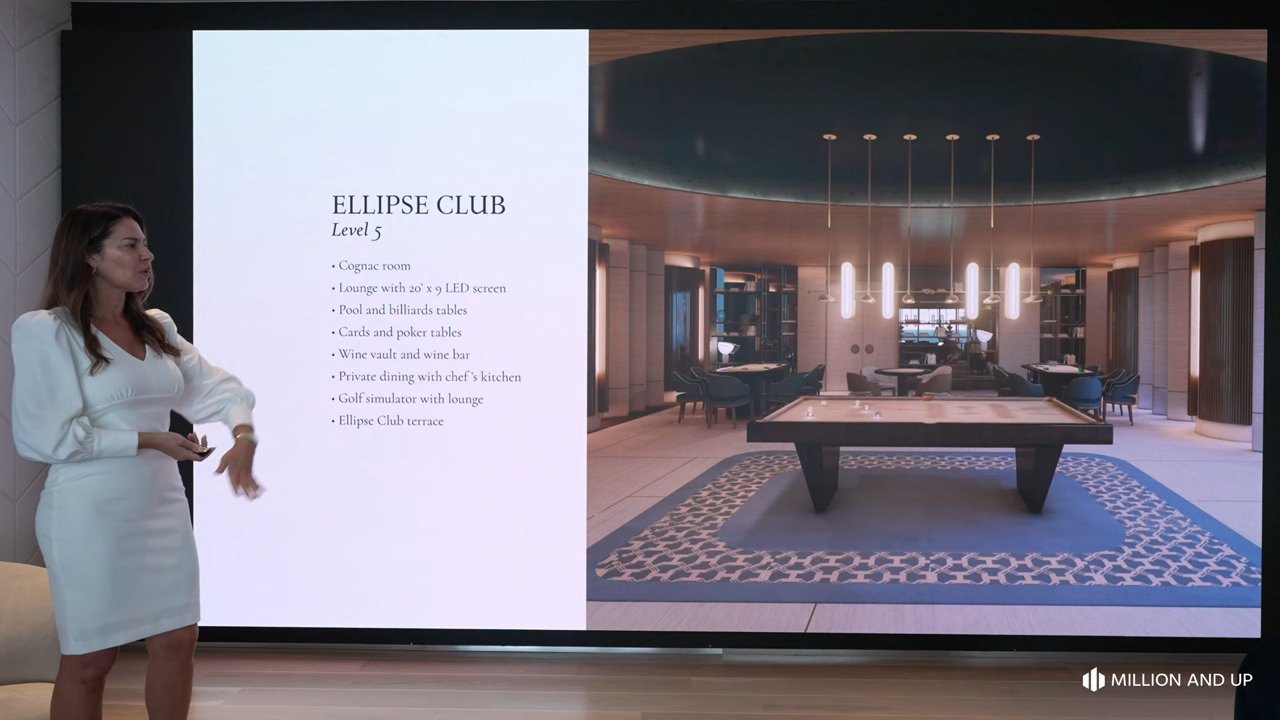 ELLIPSE CLUB
Level 5
• Cognac room
• Lounge with 20' x 9 LED screen
• Pool and billiards tables
• Cards and poker tables
• Wine vault and wine bar
• Private dining with chef's kitchen
• Golf simulator with lounge
• Ellipse Club terrace
MILLION AND UP